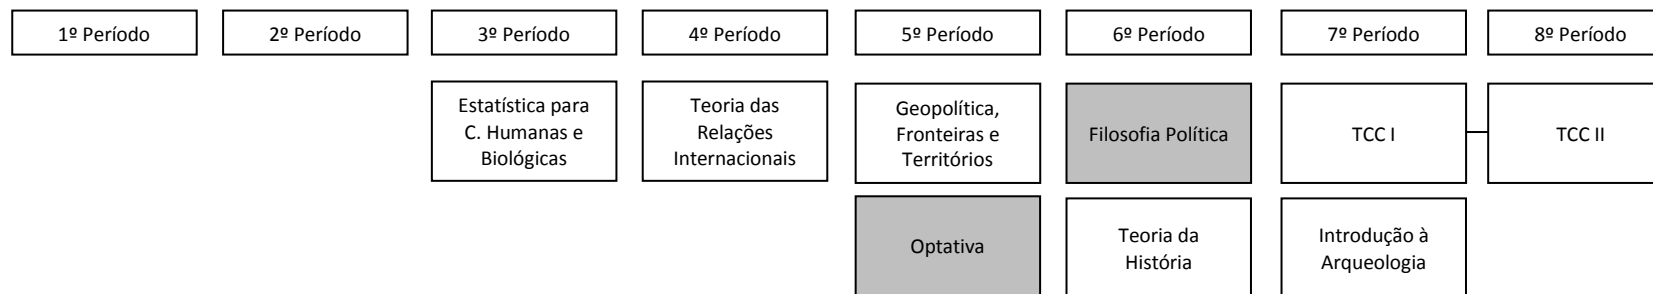 1º Período
2º Período
3º Período
4º Período
5º Período
6º Período
7º Período
8º Período
Estatística para
C. Humanas e
Biológicas
Teoria das
Relações
Internacionais
Geopolítica,
Fronteiras e
Territórios
Filosofia Política
TCC I
TCC II
Optativa
Teoria da
História
Introdução à
Arqueologia